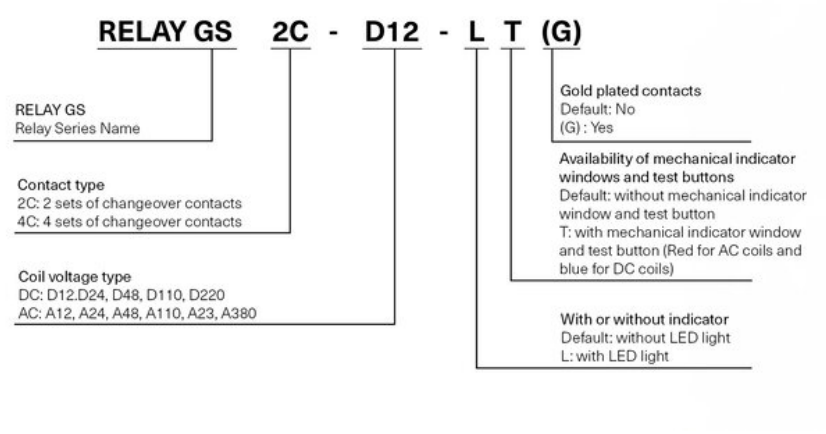 RELAY GS 2C - D12 - L T (G)
RELAY GS
Relay Series Name
Contact type
2C: 2 sets of changeover contacts
4C: 4 sets of changeover contacts
Coil voltage type
DC: D12.D24, D48, D110, D220
AC: A12, A24, A48, A110, A23, A380
Gold plated contacts
Default: No
(G) : Yes
Availability of mechanical indicator
windows and test buttons
Default: without mechanical indicator
window and test button
T: with mechanical indicator window
and test button (Red for AC coils and
blue for DC coils)
With or without indicator
Default: without LED light
L: with LED light